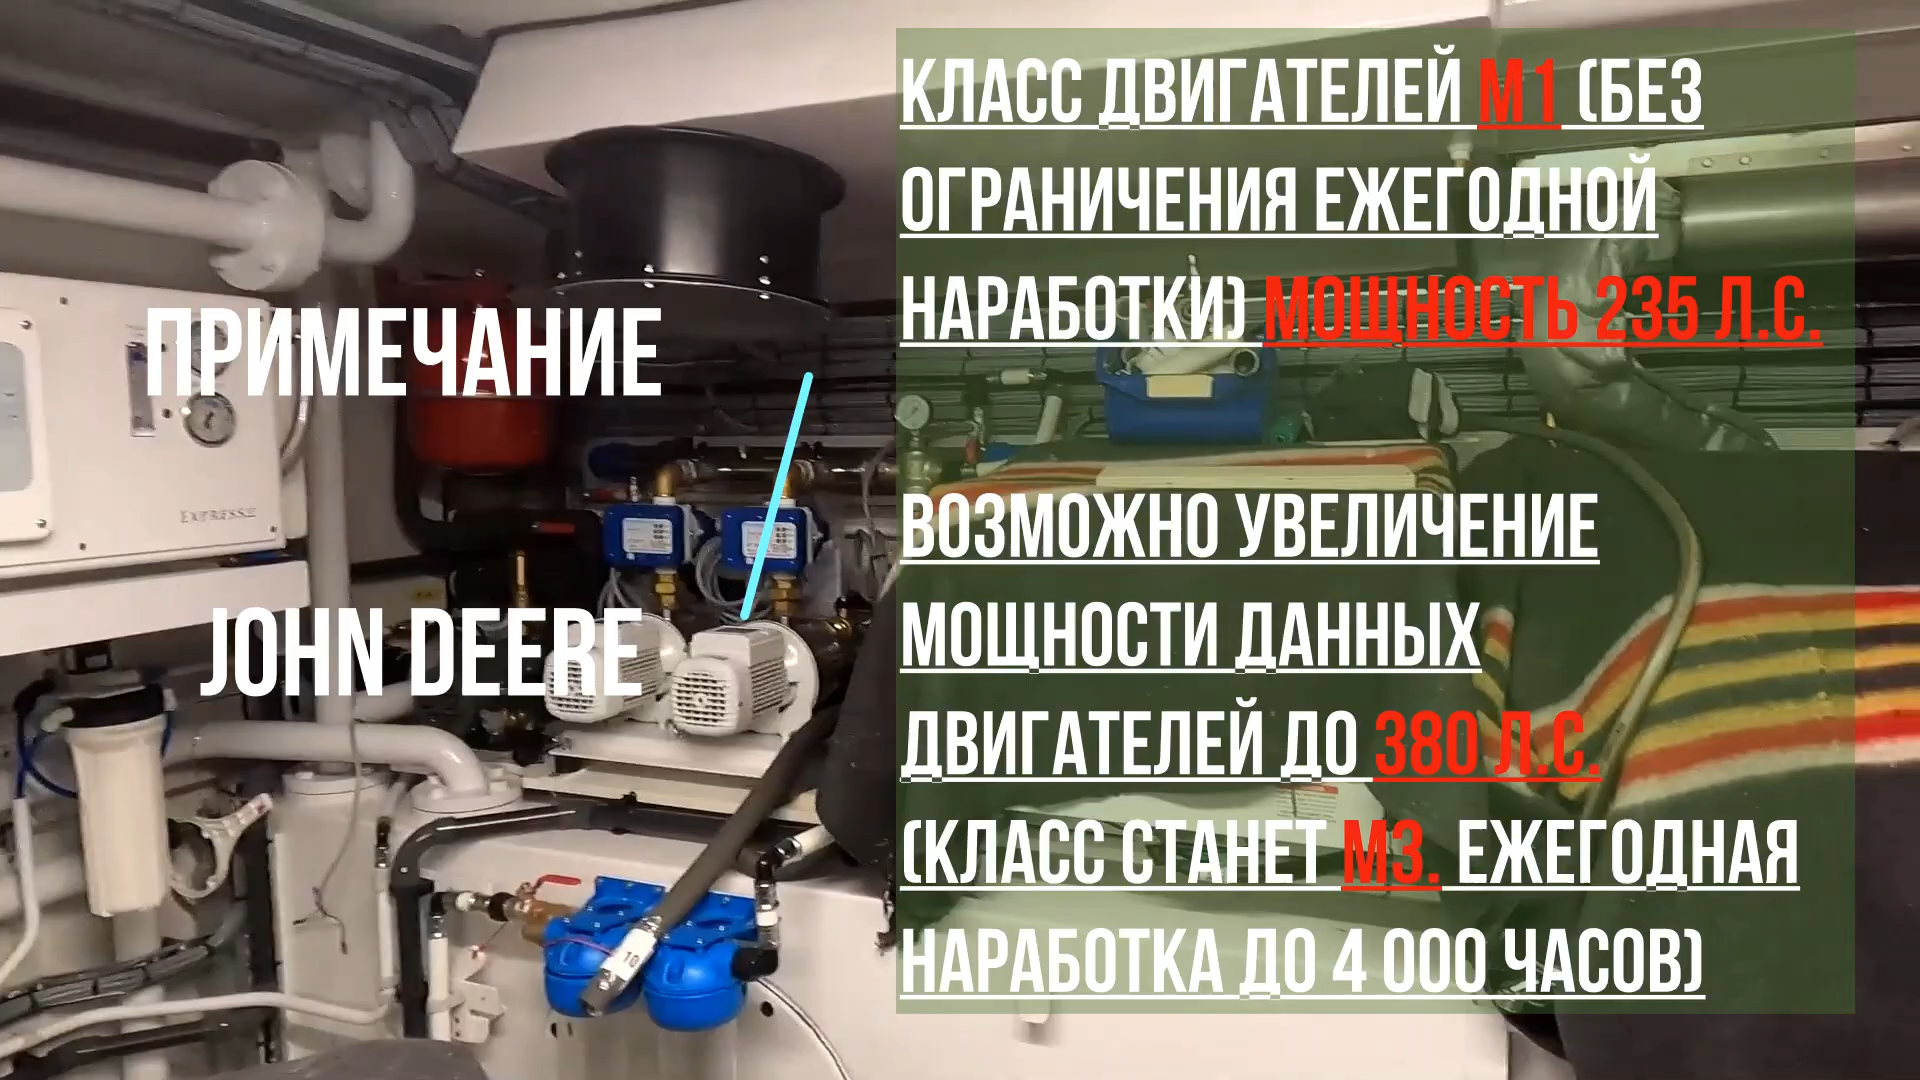 ПРИМЕЧАНИЕ
JOHN DEERE
КЛАСС ДВИГАТЕЛЕЙ М1 (БЕЗ
ОГРАНИЧЕНИЯ ЕЖЕГОДНОЙ
НАРАБОТКИ) МОЩНОСТЬ 235 Л.С.
ВОЗМОЖНО УВЕЛИЧЕНИЕ
МОЩНОСТИ ДАННЫХ
ДВИГАТЕЛЕЙ ДО 380 Л.С.
(КЛАСС СТАНЕТ М3. ЕЖЕГОДНАЯ
НАРАБОТКА ДО 4 000 ЧАСОВ)
10